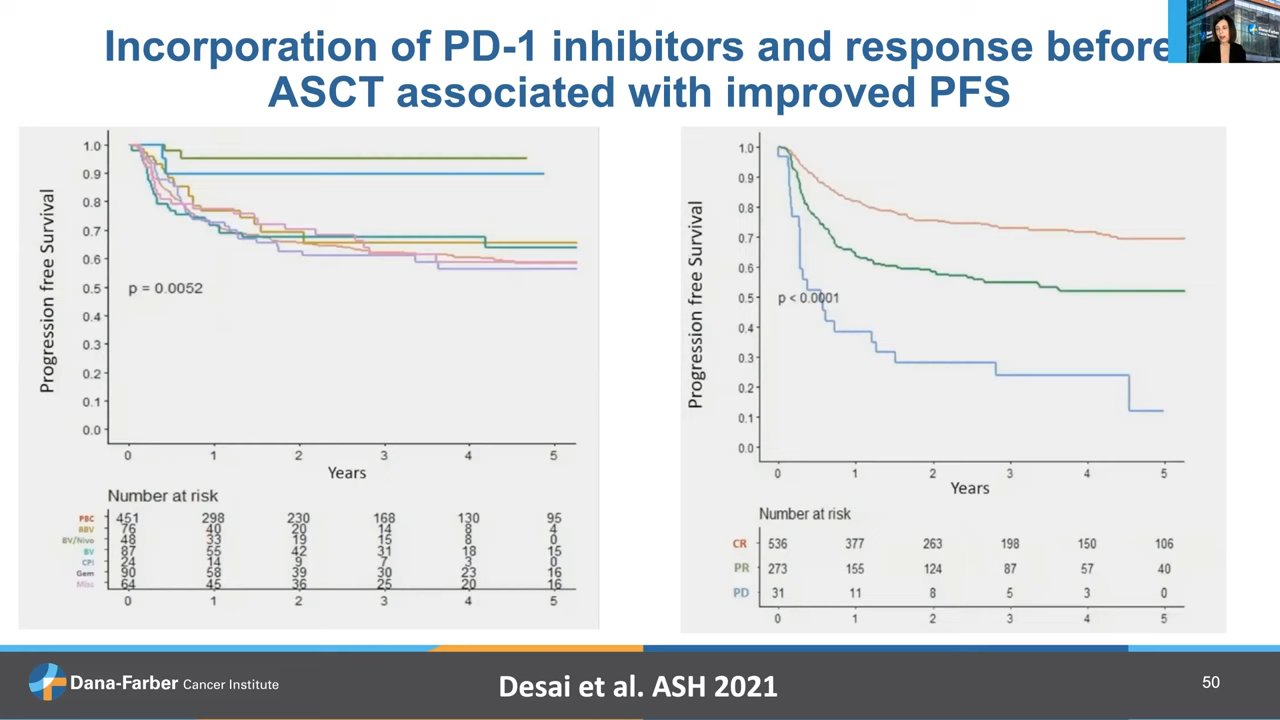 Incorporation of PD-1 inhibitors and response before
ASCT associated with improved PFS
Progression free Survival
1.0
0.9
0.8
0.7
0.6
0.5
0.4
0.3
0.2
0.1
0.0
p = 0.0052
0 1 2 3 4 5
Years
Number at risk
PBC 451 298 230 168 130 95
BBV 76 40 20 14 8 4
BV/Nivo 48 33 19 15 8 0
BV 87 55 42 31 18 15
CPI 24 14 9 7 3 0
Gem 90 58 39 30 23 16
Misc 64 45 36 25 20 16
0 1 2 3 4 5
Progression free Survival
1.0
0.9
0.8
0.7
0.6
0.5
0.4
0.3
0.2
0.1
0.0
p < 0.0001
0 1 2 3 4 5
Years
Number at risk
CR 536 377 263 198 150 106
PR 273 155 124 87 57 40
PD 31 11 8 5 3 0
0 1 2 3 4 5
Dana-Farber Cancer Institute
Desai et al. ASH 2021
50